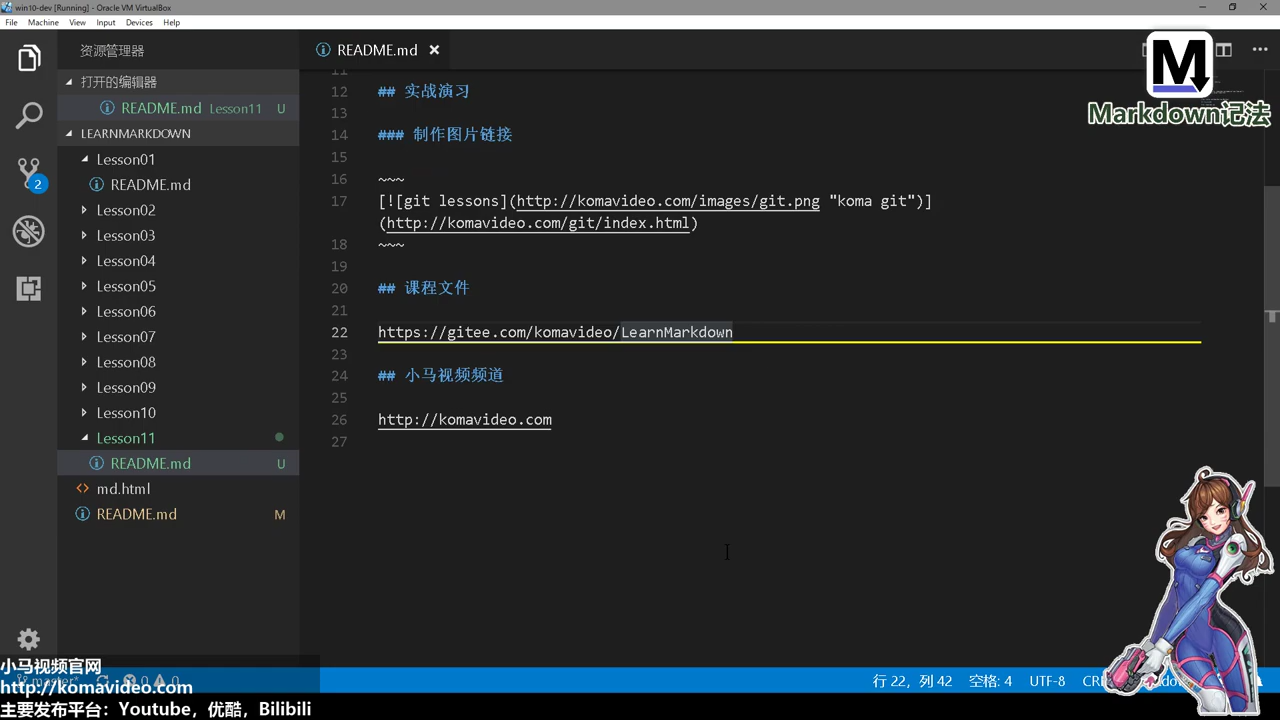 win10-dev [Running] - Oracle VM VirtualBox
File Machine View Input Devices Help
资源管理器
README.md
打开的编辑器
README.md Lesson11 U
LEARNMARKDOWN
Lesson01
README.md
Lesson02
Lesson03
Lesson04
Lesson05
Lesson06
Lesson07
Lesson08
Lesson09
Lesson10
Lesson11
README.md U
md.html
README.md M
2
11
12 ## 实战演习
13
14 ### 制作图片链接
15
16 ~~~
17 [![git lessons](http://komavideo.com/images/git.png "koma git")]
(http://komavideo.com/git/index.html)
18 ~~~
19
20 ## 课程文件
21
22 https://gitee.com/komavideo/LearnMarkdown
23
24 ## 小马视频频道
25
26 http://komavideo.com
27
M
Markdown记法
小马视频官网
master* 0 0
http://komavideo.com
主要发布平台：Youtube，优酷，Bilibili
行 22，列 42 空格: 4 UTF-8